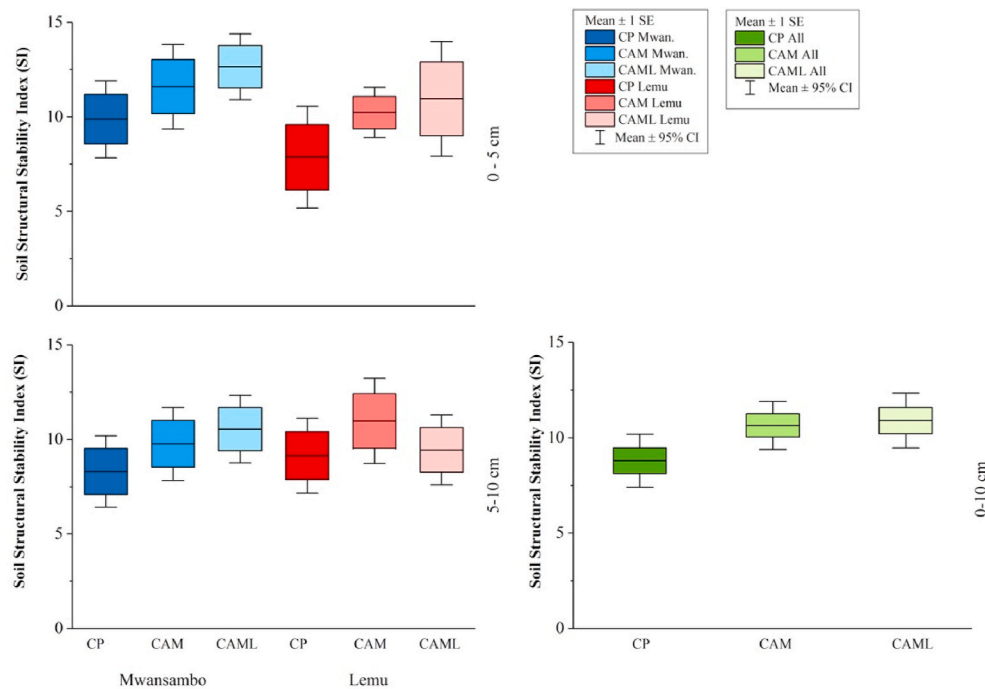 Soil Structural Stability Index (SI)
15
10
5
0
0 - 5 cm
Mean ± 1 SE
CP Mwan.
CAM Mwan.
CAML Mwan.
CP Lemu
CAM Lemu
CAML Lemu
Mean ± 95% CI
Mean ± 1 SE
CP All
CAM All
CAML All
Mean ± 95% CI
Soil Structural Stability Index (SI)
15
10
5
0
5-10 cm
CP CAM CAML CP CAM CAML
Mwansambo Lemu
Soil Structural Stability Index (SI)
15
10
5
0
0-10 cm
CP CAM CAML